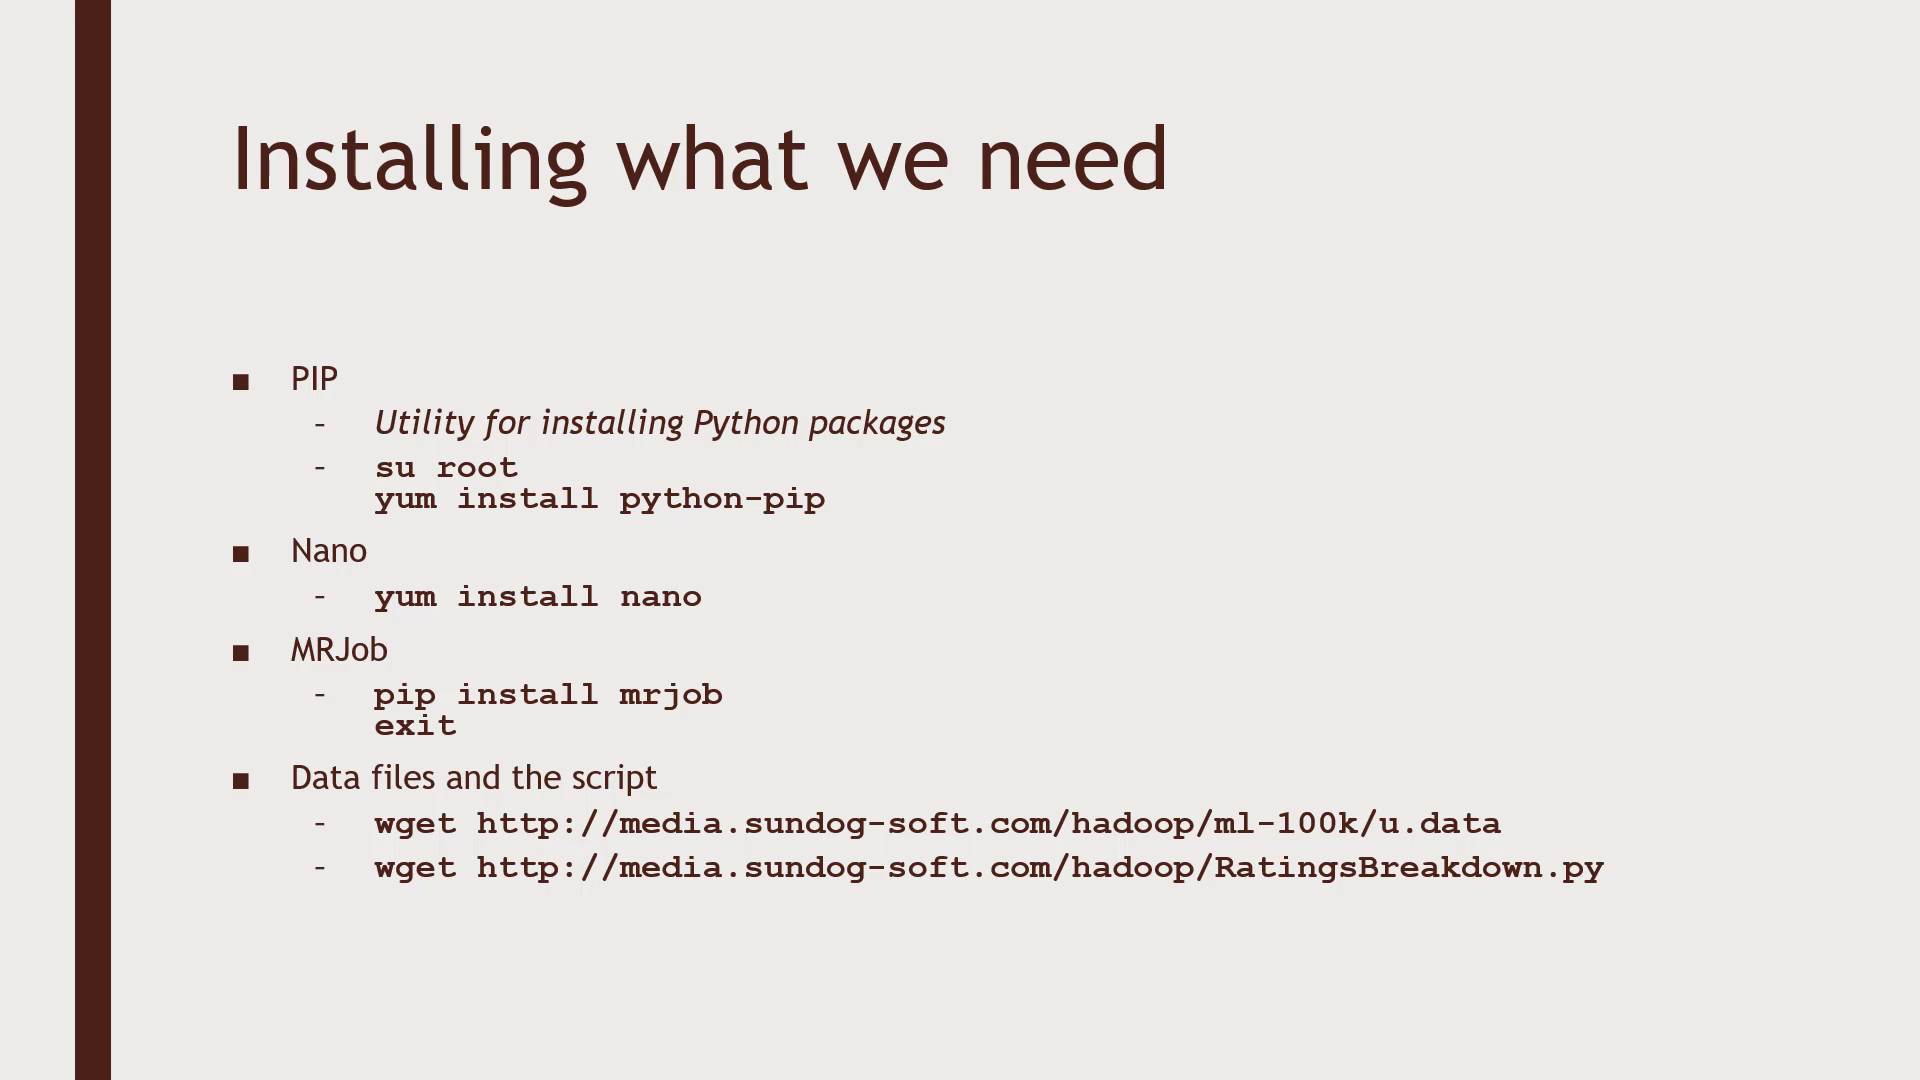 Installing what we need
■ PIP
- Utility for installing Python packages
- su root
yum install python-pip
■ Nano
- yum install nano
■ MRJob
- pip install mrjob
exit
■ Data files and the script
- wget http://media.sundog-soft.com/hadoop/ml-100k/u.data
- wget http://media.sundog-soft.com/hadoop/RatingsBreakdown.py